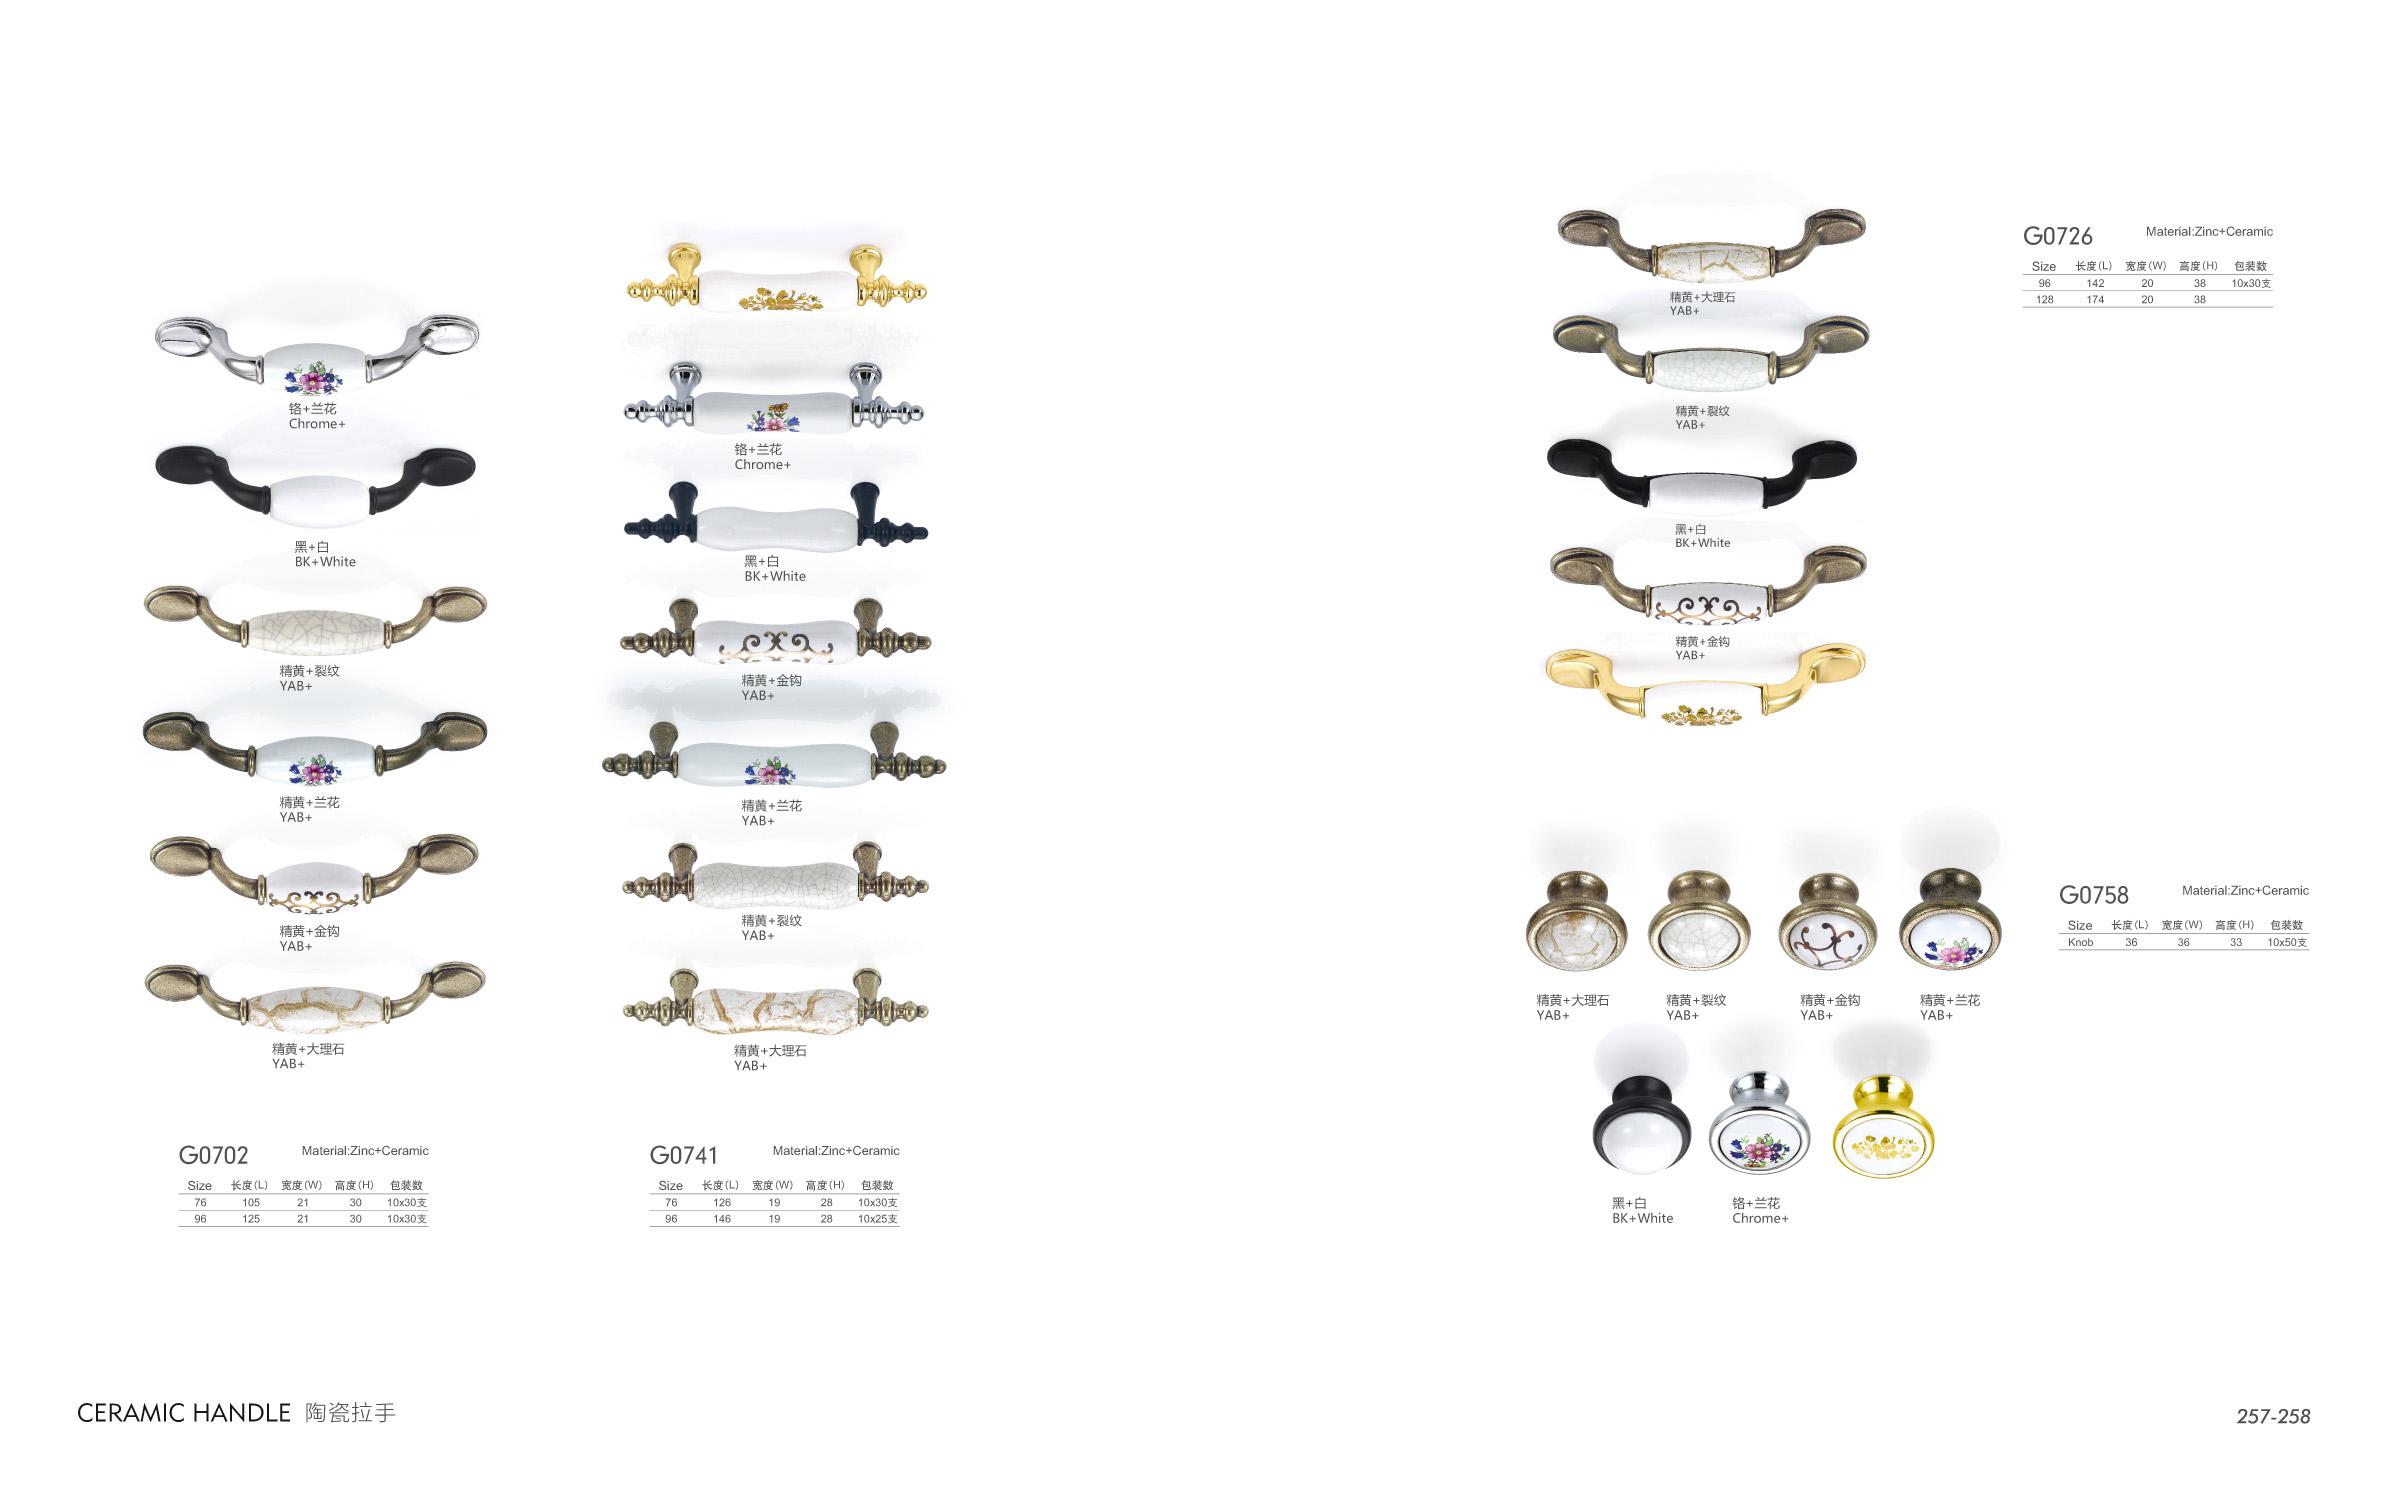 铬+兰花
Chrome+
黑+白
BK+White
精黄+裂纹
YAB+
精黄+兰花
YAB+
精黄+金钩
YAB+
精黄+大理石
YAB+
G0702 Material:Zinc+Ceramic
Size 长度(L) 宽度(W) 高度(H) 包装数
76 105 21 30 10x30支
96 125 21 30 10x30支
铬+兰花
Chrome+
黑+白
BK+White
精黄+金钩
YAB+
精黄+兰花
YAB+
精黄+裂纹
YAB+
精黄+大理石
YAB+
G0741 Material:Zinc+Ceramic
Size 长度(L) 宽度(W) 高度(H) 包装数
76 126 19 28 10x30支
96 146 19 28 10x25支
精黄+大理石
YAB+
精黄+裂纹
YAB+
黑+白
BK+White
精黄+金钩
YAB+
G0726 Material:Zinc+Ceramic
Size 长度(L) 宽度(W) 高度(H) 包装数
96 142 20 38 10x30支
128 174 20 38
精黄+大理石
YAB+
精黄+裂纹
YAB+
精黄+金钩
YAB+
精黄+兰花
YAB+
黑+白
BK+White
铬+兰花
Chrome+
G0758 Material:Zinc+Ceramic
Size 长度(L) 宽度(W) 高度(H) 包装数
Knob 36 36 33 10x50支
CERAMIC HANDLE 陶瓷拉手
257-258